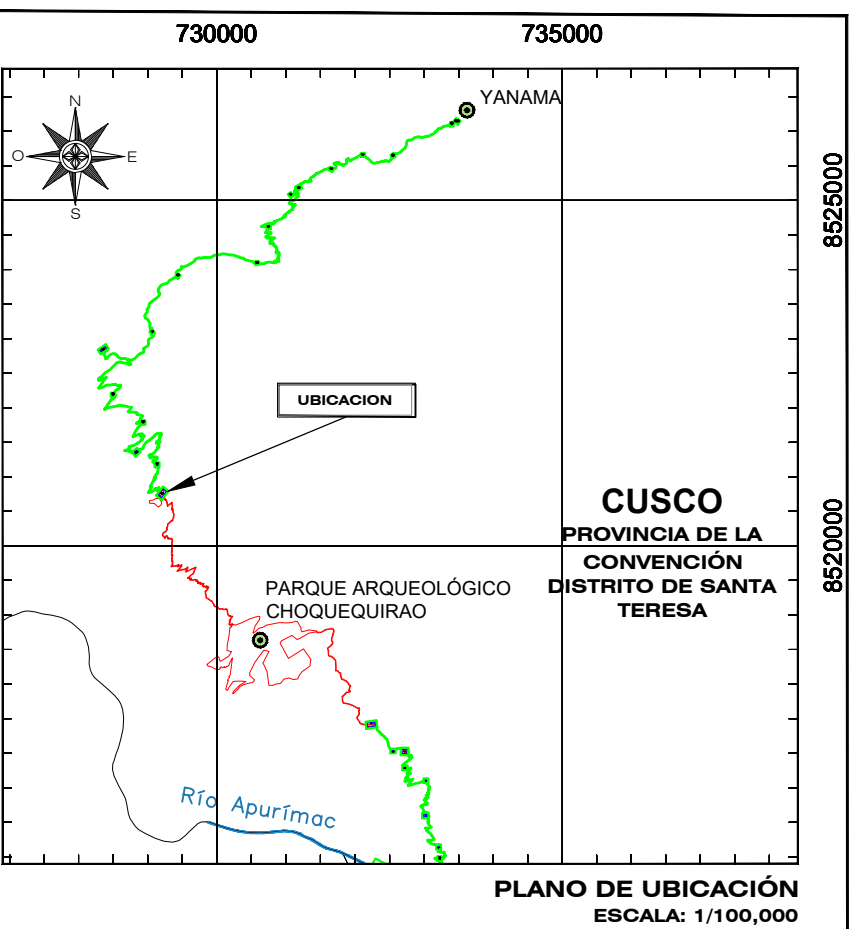 730000
735000
YANAMA
N
O
E
S
8525000
UBICACION
CUSCO
PROVINCIA DE LA
CONVENCIÓN
DISTRITO DE SANTA
TERESA
8520000
PARQUE ARQUEOLÓGICO
CHOQUEQUIRAO
Río Apurímac
PLANO DE UBICACIÓN
ESCALA: 1/100,000